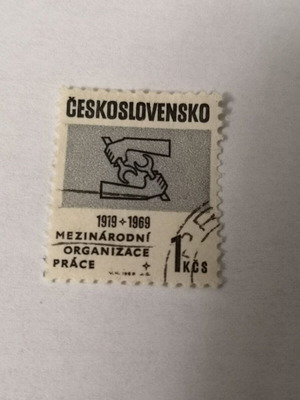 ČESKOSLOVENSKO
1919 + 1969
MEZINÁRODNÍ
ORGANIZACE
PRÁCE
1 KČS